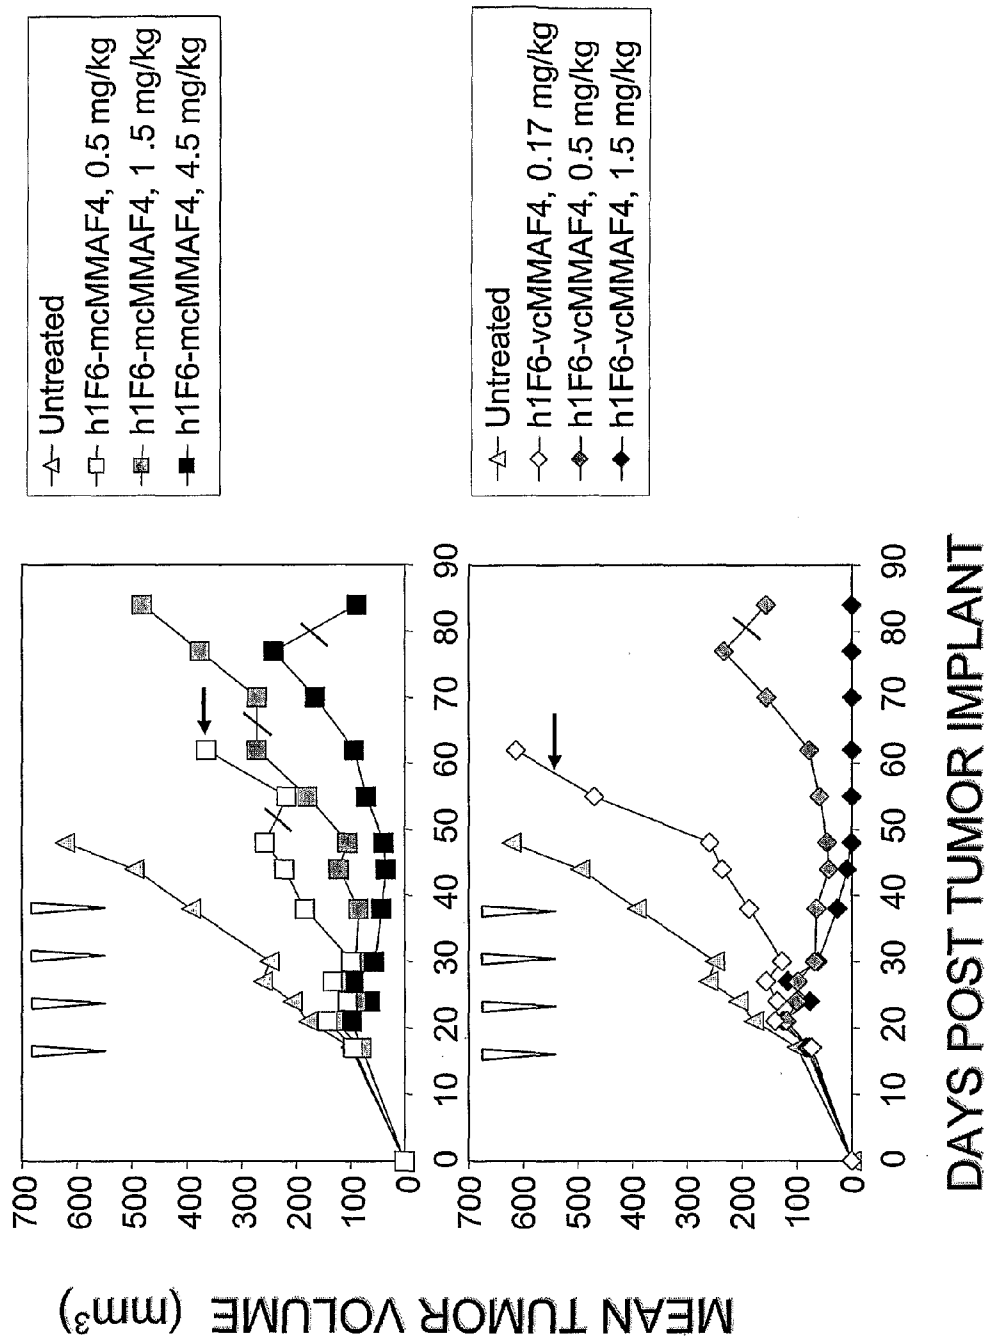 MEAN TUMOR VOLUME (mm³)
700
600
500
400
300
200
100
0
0 10 20 30 40 50 60 70 80 90
Untreated
h1F6-mcMMAF4, 0.5 mg/kg
h1F6-mcMMAF4, 1 .5 mg/kg
h1F6-mcMMAF4, 4.5 mg/kg
700
600
500
400
300
200
100
0
0 10 20 30 40 50 60 70 80 90
Untreated
h1F6-vcMMAF4, 0.17 mg/kg
h1F6-vcMMAF4, 0.5 mg/kg
h1F6-vcMMAF4, 1.5 mg/kg
DAYS POST TUMOR IMPLANT